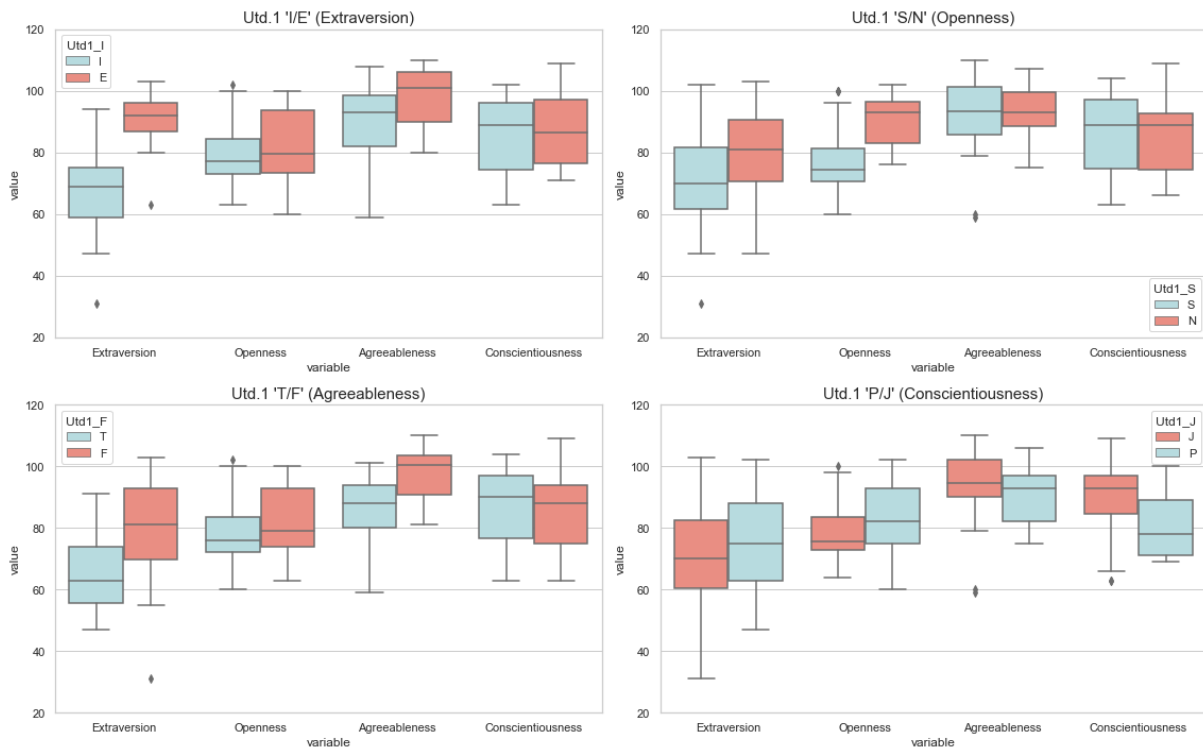 Utd.1 'I/E' (Extraversion)
120
100
80
60
40
20
value
Utd1_I
I
E
Extraversion
Openness
Agreeableness
Conscientiousness
variable
Utd.1 'S/N' (Openness)
120
100
80
60
40
20
value
Utd1_S
S
N
Extraversion
Openness
Agreeableness
Conscientiousness
variable
Utd.1 'T/F' (Agreeableness)
120
100
80
60
40
20
value
Utd1_F
T
F
Extraversion
Openness
Agreeableness
Conscientiousness
variable
Utd.1 'P/J' (Conscientiousness)
120
100
80
60
40
20
value
Utd1_J
J
P
Extraversion
Openness
Agreeableness
Conscientiousness
variable